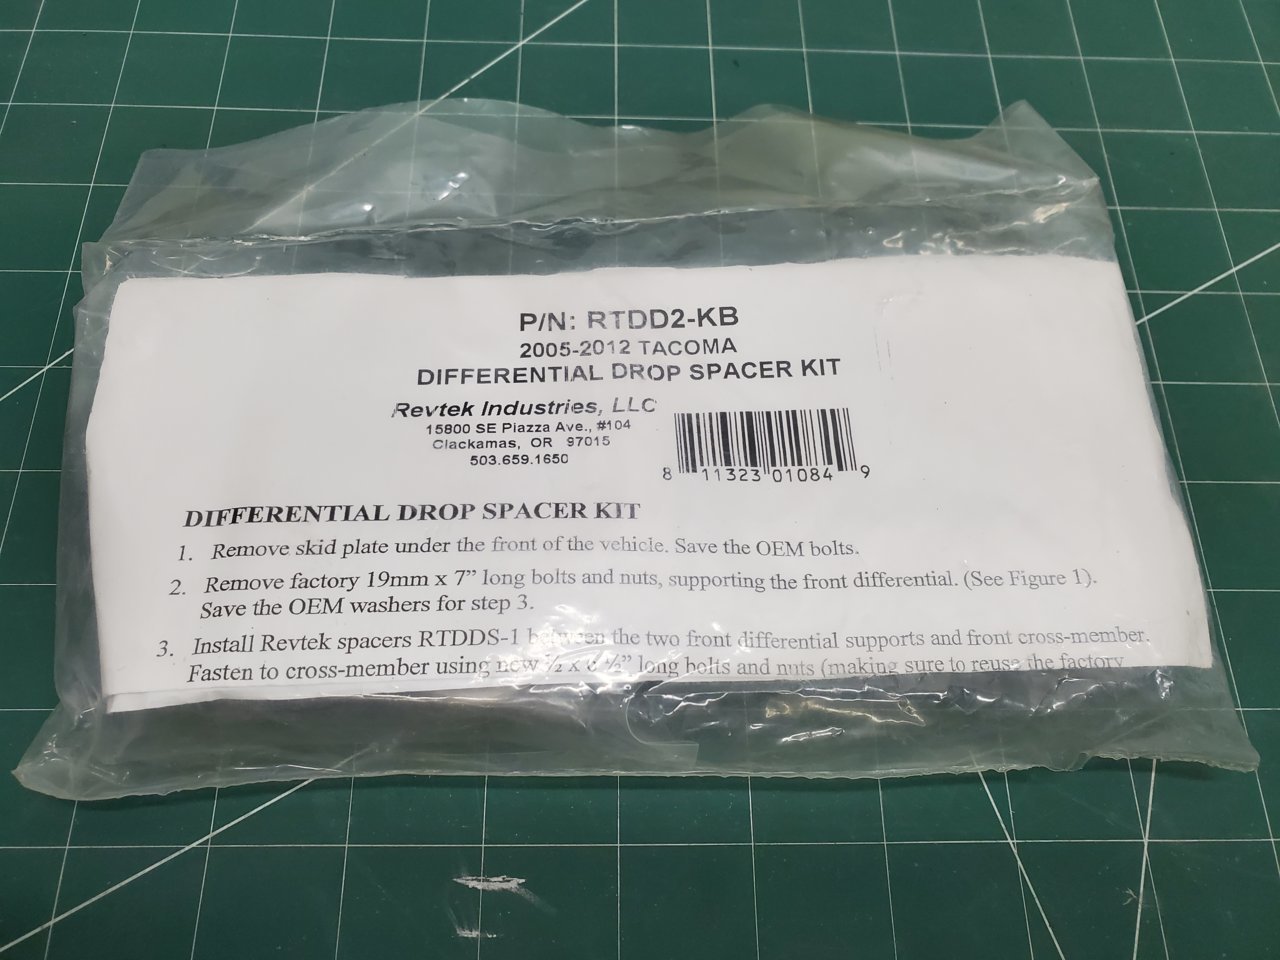 P/N: RTDD2-KB
2005-2012 TACOMA
DIFFERENTIAL DROP SPACER KIT
Revtek Industries, LLC
15800 SE Piazza Ave., #104
Clackamas, OR 97015
503.659.1650
8 11323 01084 9
DIFFERENTIAL DROP SPACER KIT
1. Remove skid plate under the front of the vehicle. Save the OEM bolts.
2. Remove factory 19mm x 7” long bolts and nuts, supporting the front differential. (See Figure 1).
Save the OEM washers for step 3.
3. Install Revtek spacers RTDDS-1 between the two front differential supports and front cross-member.
Fasten to cross-member using new ½ x ½” long bolts and nuts (making sure to reuse the factory